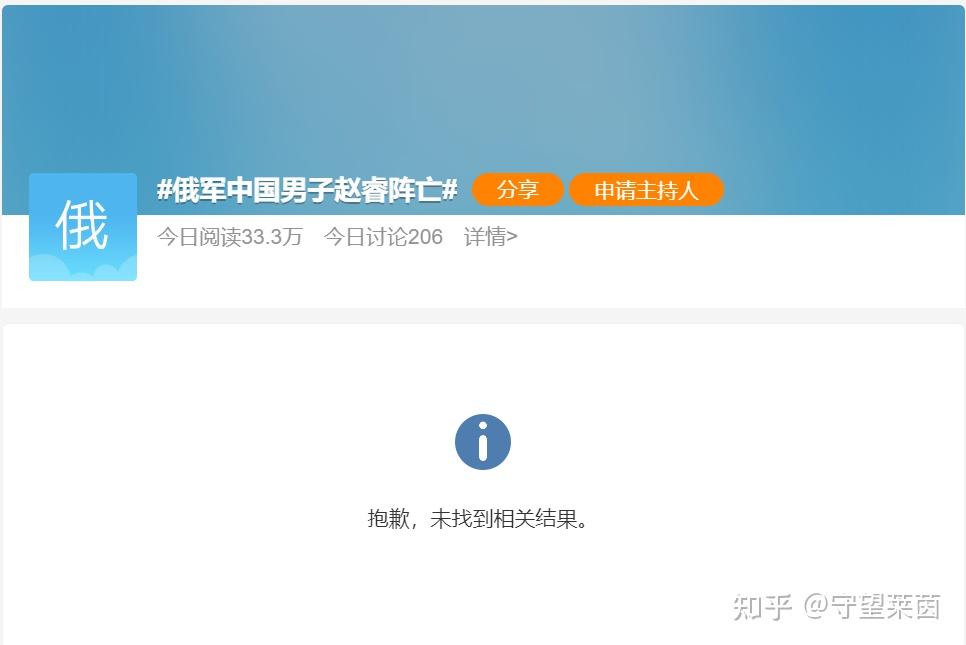 俄
#俄军中国男子赵睿阵亡# 分享 申请主持人
今日阅读33.3万 今日讨论206 详情>
抱歉，未找到相关结果。
知乎 @守望莱茵